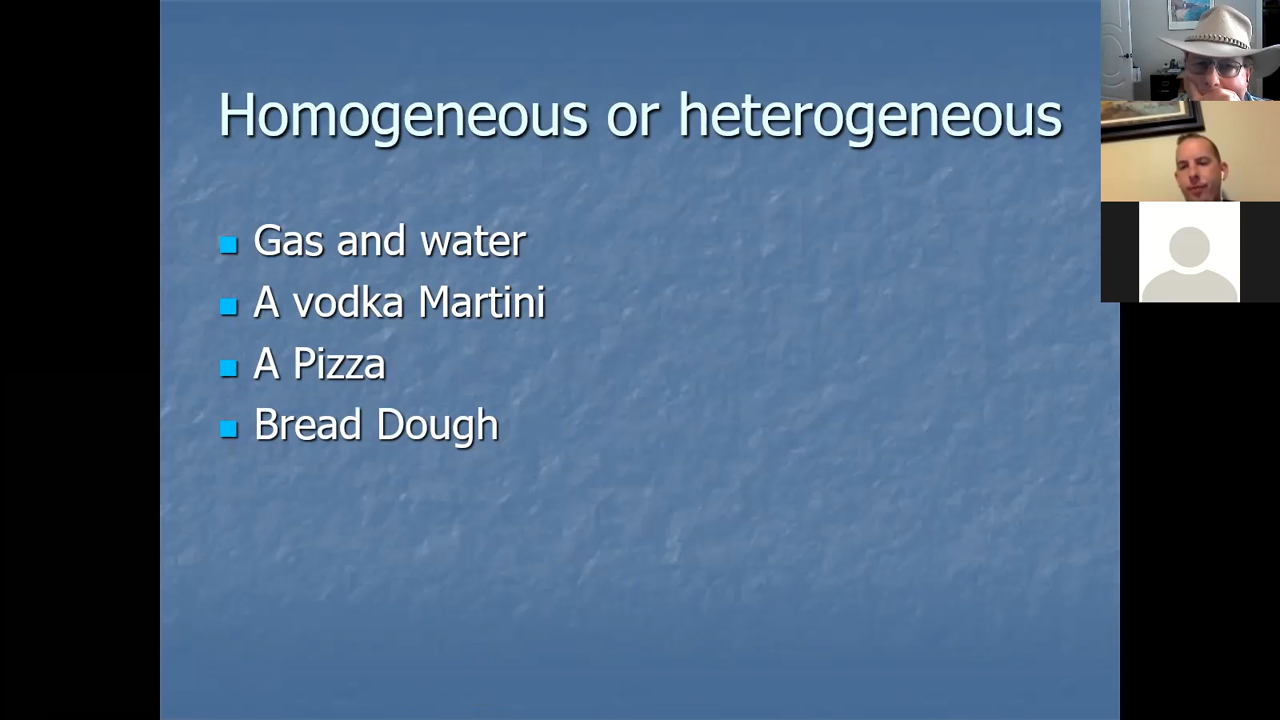 Homogeneous or heterogeneous
Gas and water
A vodka Martini
A Pizza
Bread Dough